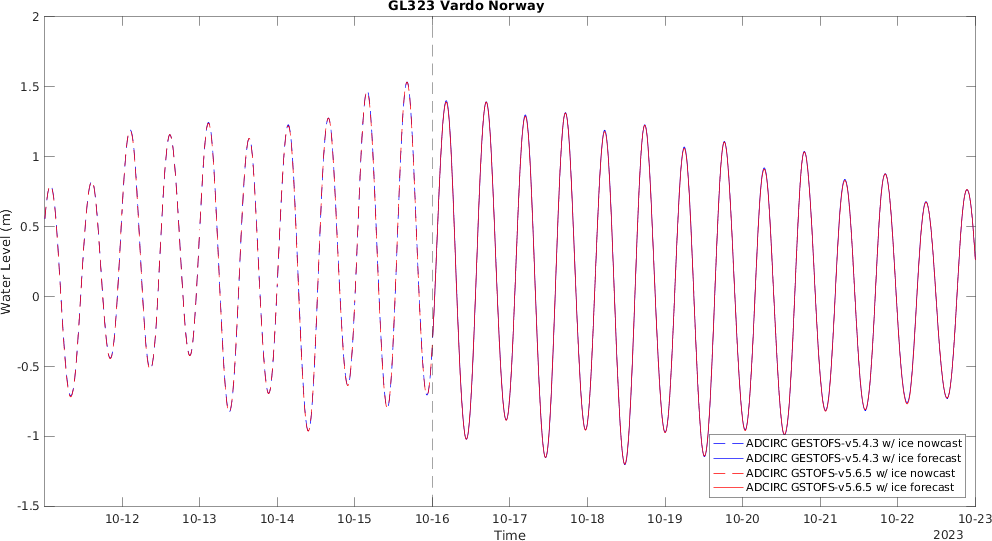 GL323 Vardo Norway
2
1.5
1
0.5
0
-0.5
-1
-1.5
Water Level (m)
ADCIRC GESTOFS-v5.4.3 w/ ice nowcast
ADCIRC GESTOFS-v5.4.3 w/ ice forecast
ADCIRC GSTOFS-v5.6.5 w/ ice nowcast
ADCIRC GSTOFS-v5.6.5 w/ ice forecast
10-12 10-13 10-14 10-15 10-16 10-17 10-18 10-19 10-20 10-21 10-22 10-23
Time
2023